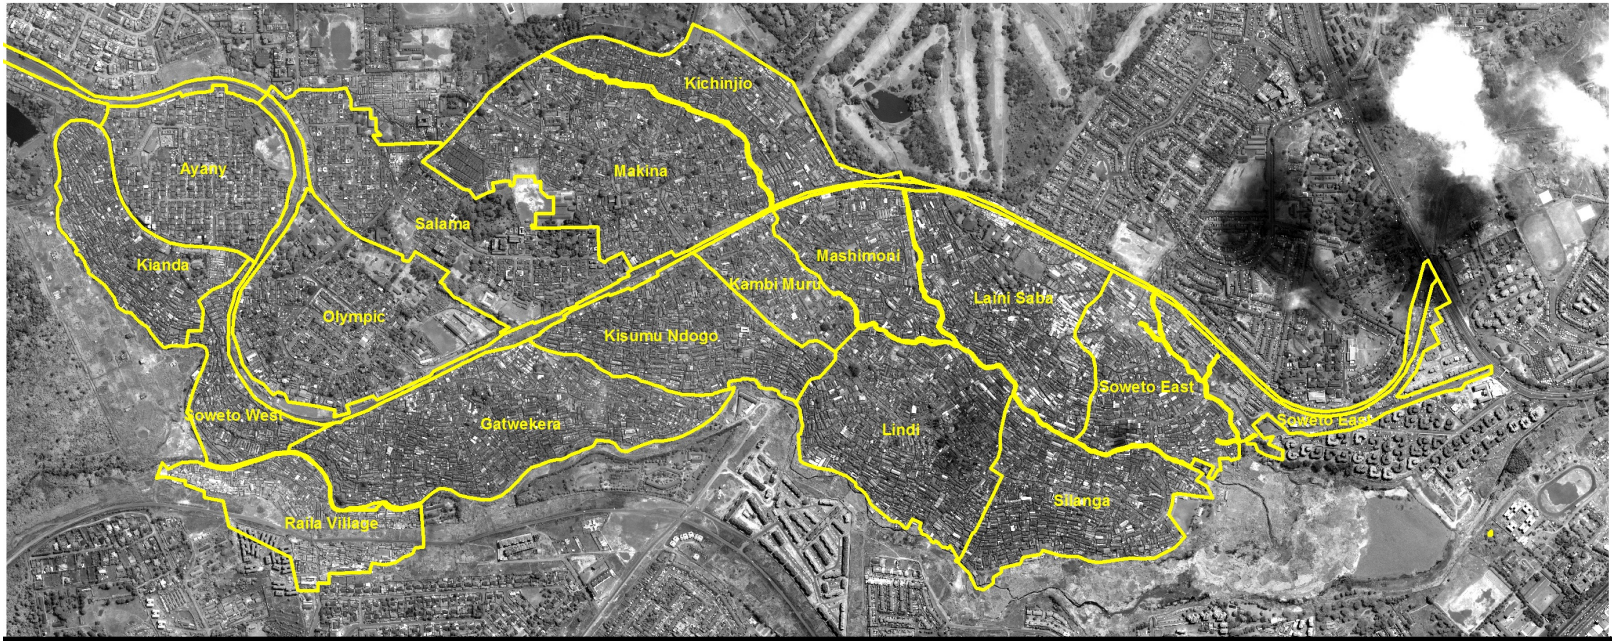 Kichinjio
Ayany
Makina
Salama
Kianda
Mashimoni
Kambi Muru
Laini Saba
Olympic
Kisumu Ndogo
Soweto East
Soweto West
Gatwekera
Lindi
Soweto East
Silanga
Raila Village